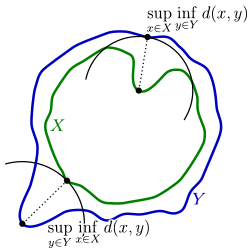 sup inf d(x, y)
x∈X y∈Y
X
Y
sup inf d(x, y)
y∈Y x∈X